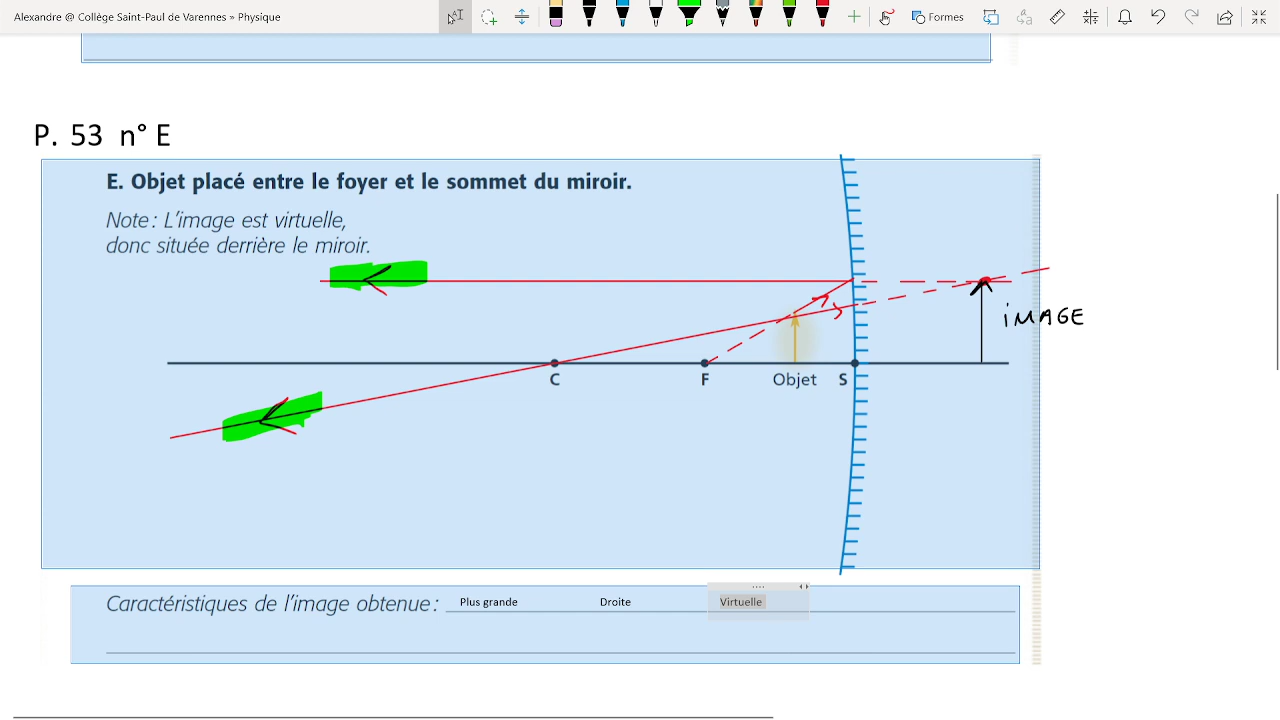 Alexandre @ Collège Saint-Paul de Varennes » Physique
Formes
P. 53 n° E
E. Objet placé entre le foyer et le sommet du miroir.
Note : L’image est virtuelle,
donc située derrière le miroir.
iMAGE
C F Objet S
Caractéristiques de l’image obtenue : Plus grande Droite Virtuelle